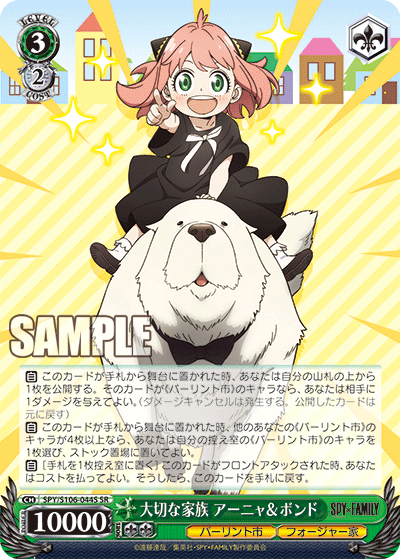 LEVEL
3
2
COST
SAMPLE
自 このカードが手札から舞台に置かれた時、あなたは自分の山札の上から
1枚を公開する。そのカードが《バーリント市》のキャラなら、あなたは相手に
1ダメージを与えてよい。（ダメージキャンセルは発生する。公開したカードは
元に戻す）
自 このカードが手札から舞台に置かれた時、他のあなたの《バーリント市》の
キャラが4枚以上なら、あなたは自分の控え室の《バーリント市》のキャラを
1枚選び、ストック置場に置いてよい。
自 ［手札を1枚控え室に置く］ このカードがフロントアタックされた時、あなた
はコストを払ってよい。そうしたら、あなたはこのカードを手札に戻す。
CH SPY/S106-044S SR
大切な家族 アーニャ＆ボンド
SPY×FAMILY
POWER
10000
バーリント市
フォージャー家
©遠藤達哉／集英社・SPY×FAMILY製作委員会